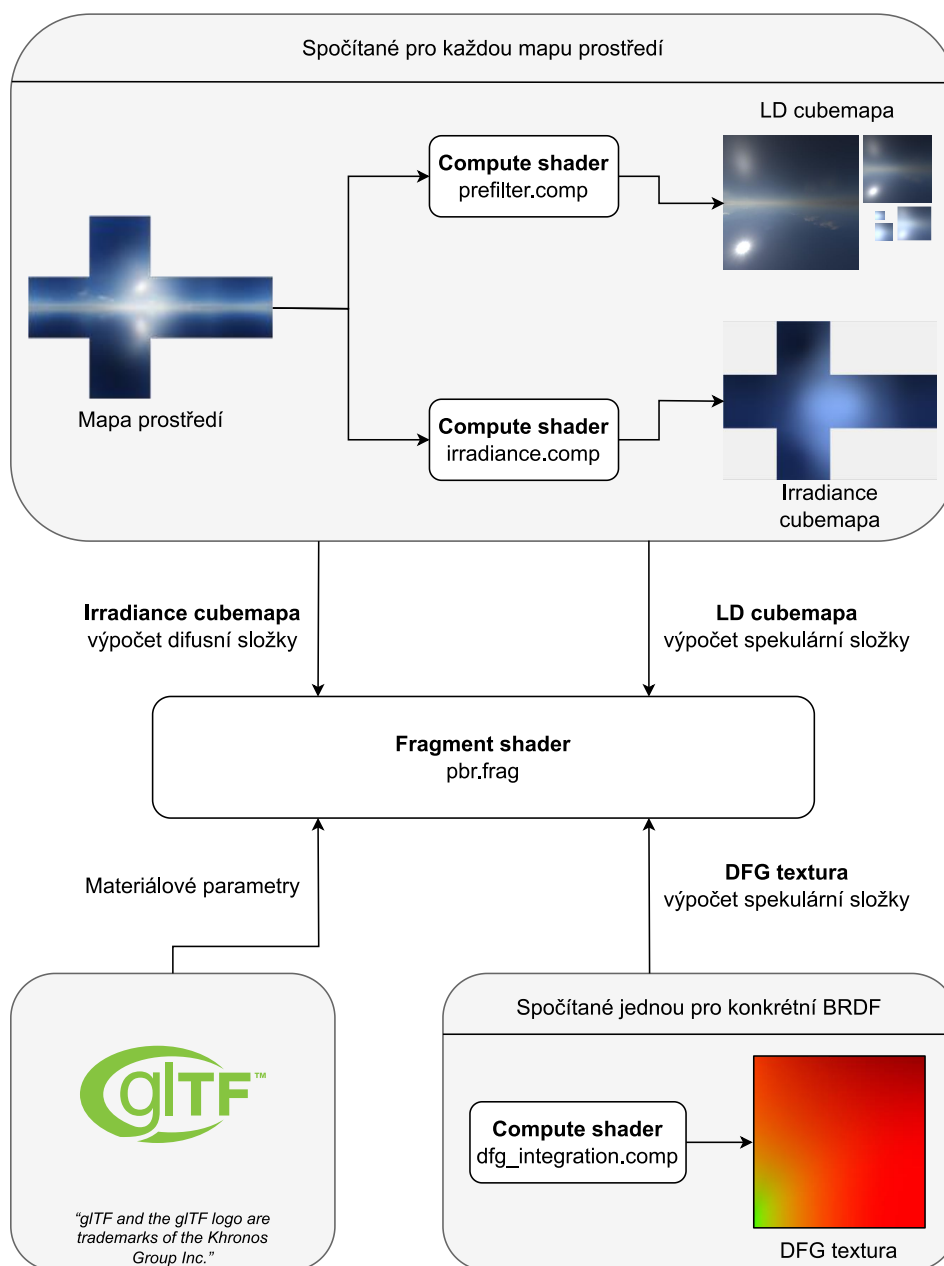 Spočítané pro každou mapu prostředí
LD cubemapa
Compute shader
prefilter.comp
Mapa prostředí
Compute shader
irradiance.comp
Irradiance
cubemapa
Irradiance cubemapa
výpočet difusní složky
LD cubemapa
výpočet spekulární složky
Fragment shader
pbr.frag
Materiálové parametry
DFG textura
výpočet spekulární složky
glTF™
"glTF and the glTF logo are
trademarks of the Khronos
Group Inc."
Spočítané jednou pro konkrétní BRDF
Compute shader
dfg_integration.comp
DFG textura